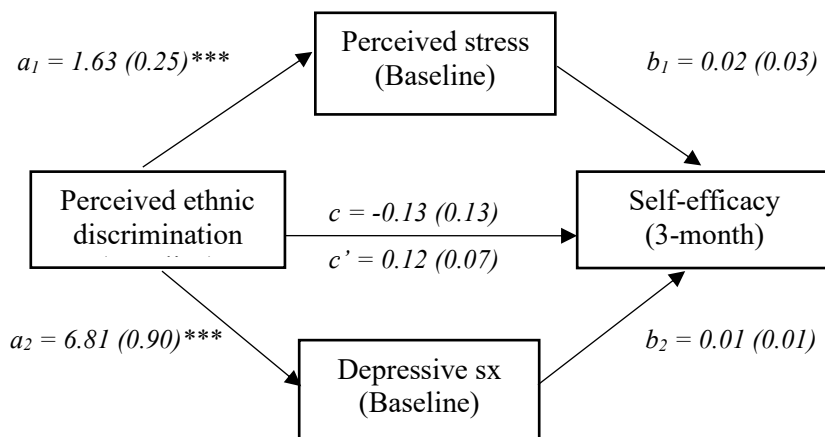 Perceived stress
(Baseline)
a1 = 1.63 (0.25)***
b1 = 0.02 (0.03)
Perceived ethnic
discrimination
c = -0.13 (0.13)
c’ = 0.12 (0.07)
Self-efficacy
(3-month)
a2 = 6.81 (0.90)***
b2 = 0.01 (0.01)
Depressive sx
(Baseline)